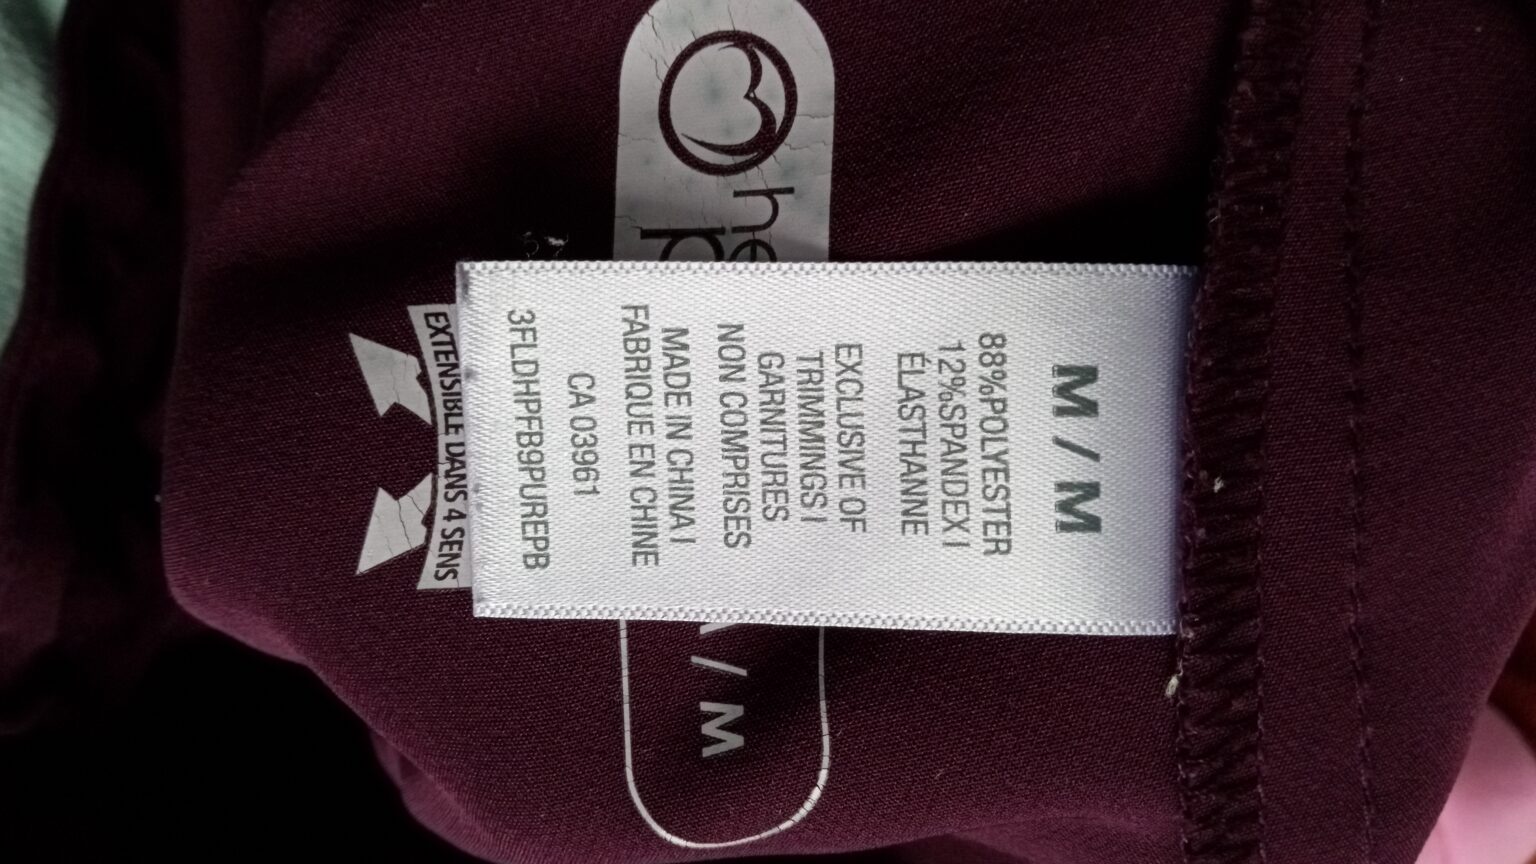 M / M
88%POLYESTER
12%SPANDEX I
ÉLASTHANNE
EXCLUSIVE OF
TRIMMINGS I
GARNITURES
NON COMPRISES
MADE IN CHINA I
FABRIQUE EN CHINE
CA 03961
3FLDHPFB9PUREPB
he
/ M
EXTENSIBLE DANS 4 SENS